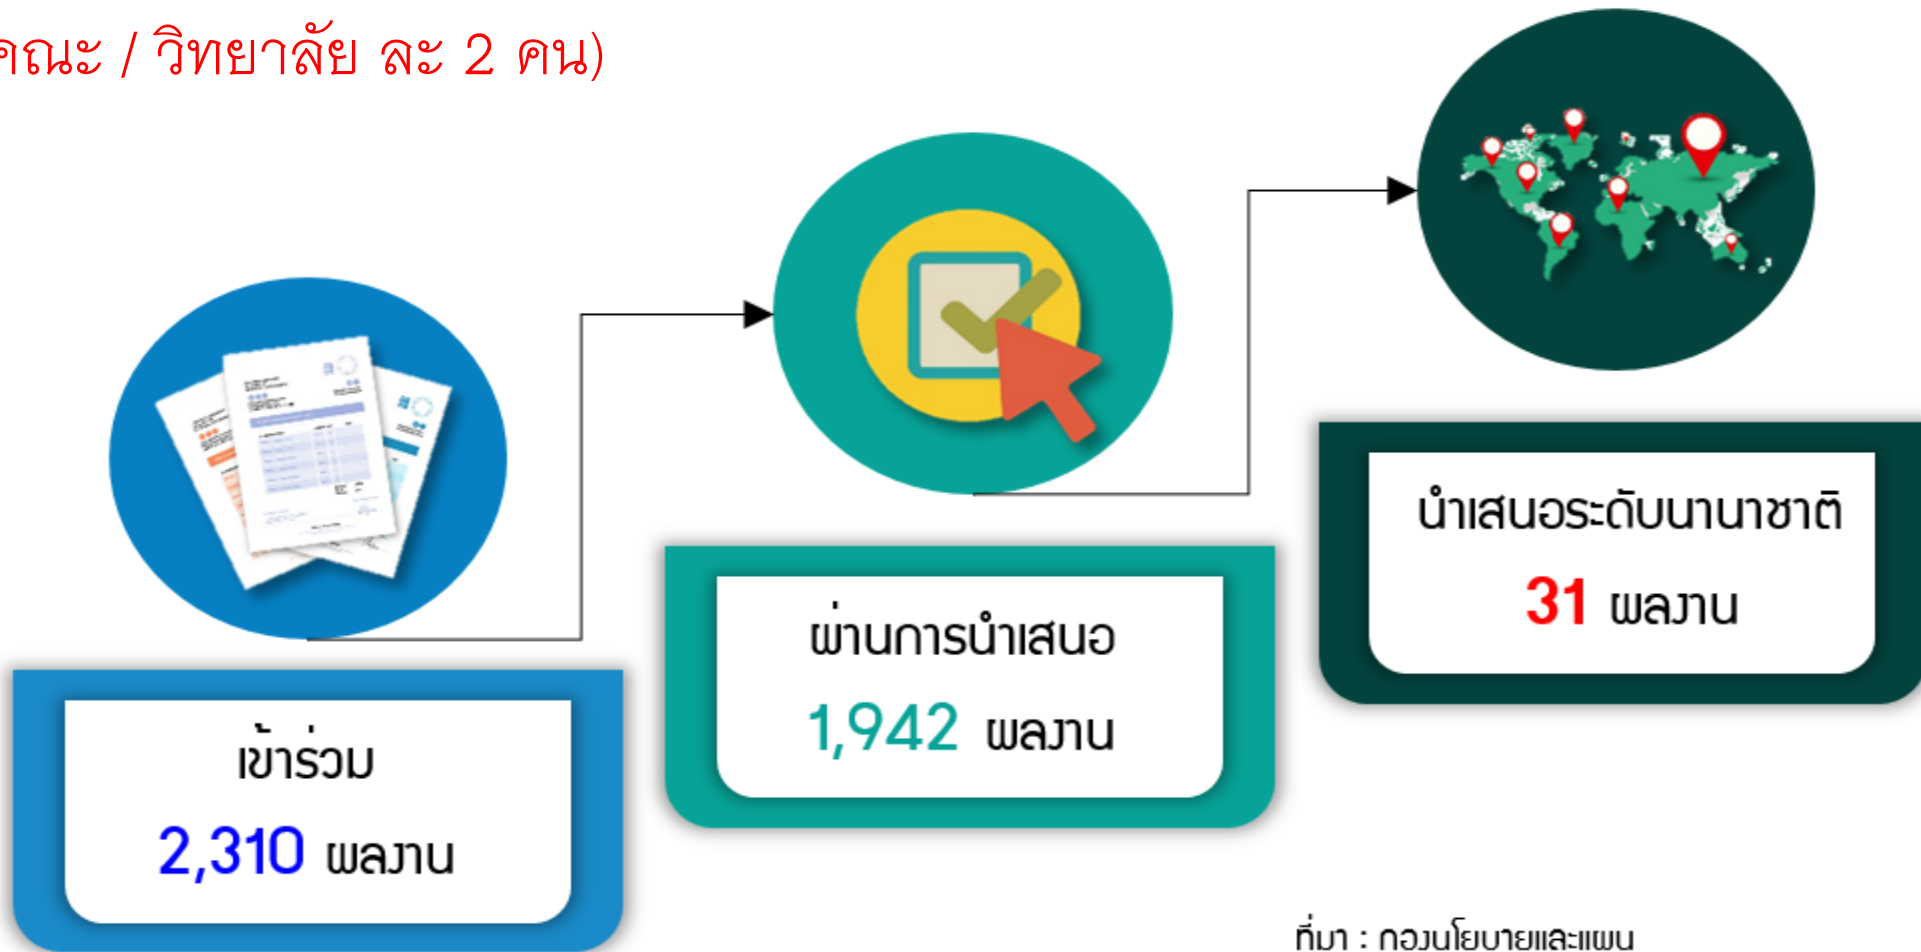 คณะ / วิทยาลัย ละ 2 คน)
เข้าร่วม
2,310 ผลงาน
ผ่านการนำเสนอ
1,942 ผลงาน
นำเสนอระดับนานาชาติ
31 ผลงาน
ที่มา : กองนโยบายและแผน